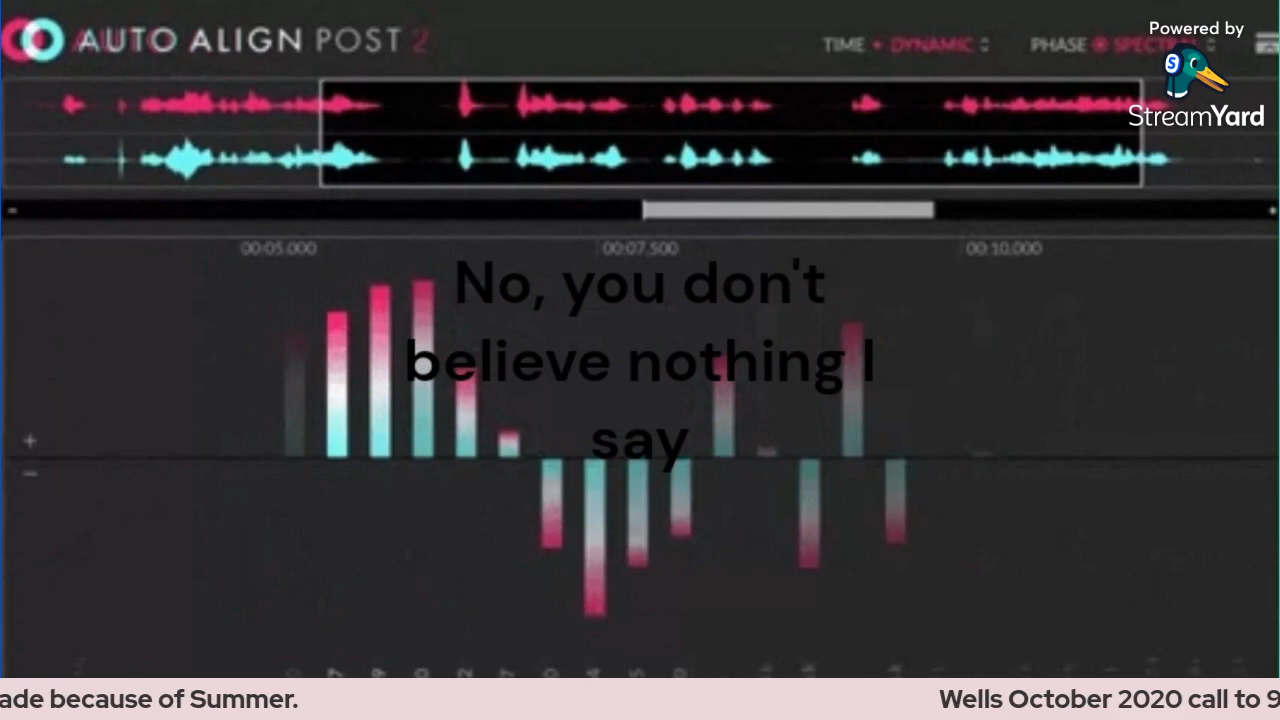 AUTO ALIGN POST 2
TIME • DYNAMIC
PHASE
Powered by
StreamYard
00:05.000
00:07.500
00:10.000
No, you don't
believe nothing I
say
ade because of Summer.
Wells October 2020 call to 9